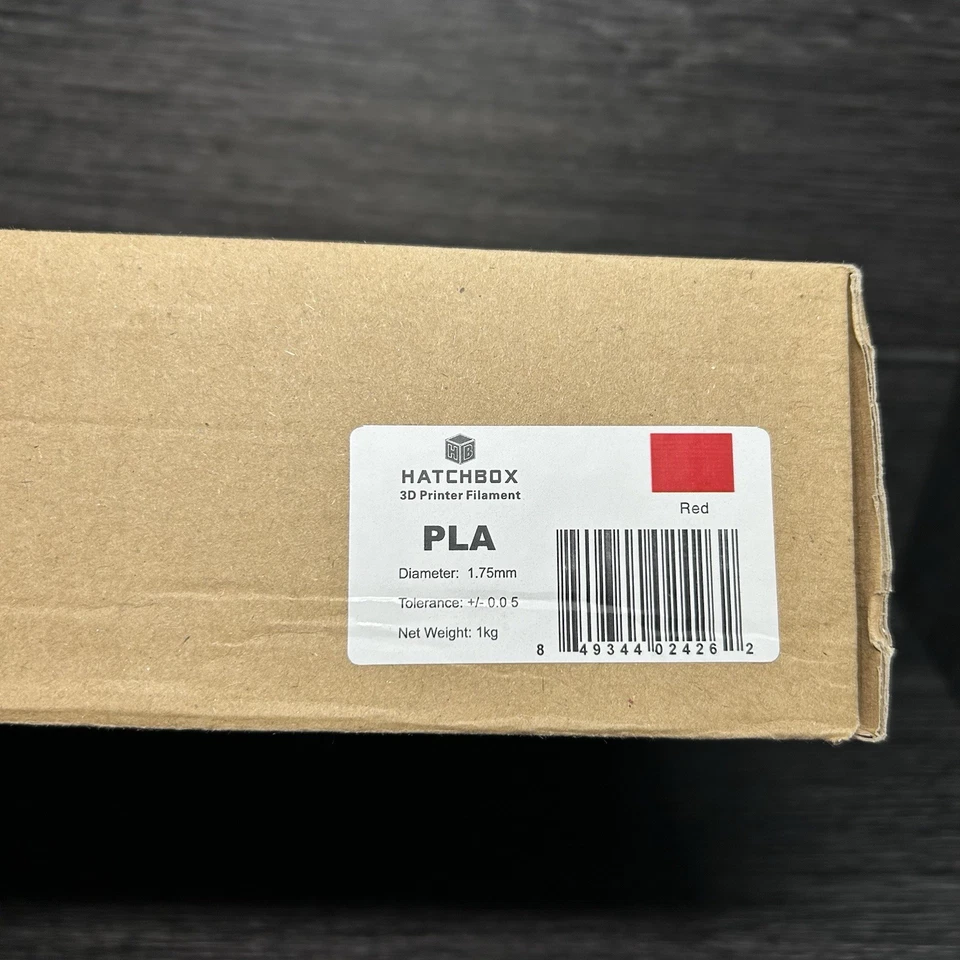 HB
HATCHBOX
3D Printer Filament
PLA
Diameter: 1.75mm
Tolerance: +/- 0.0 5
Net Weight: 1kg
Red
8 49344 02426 2